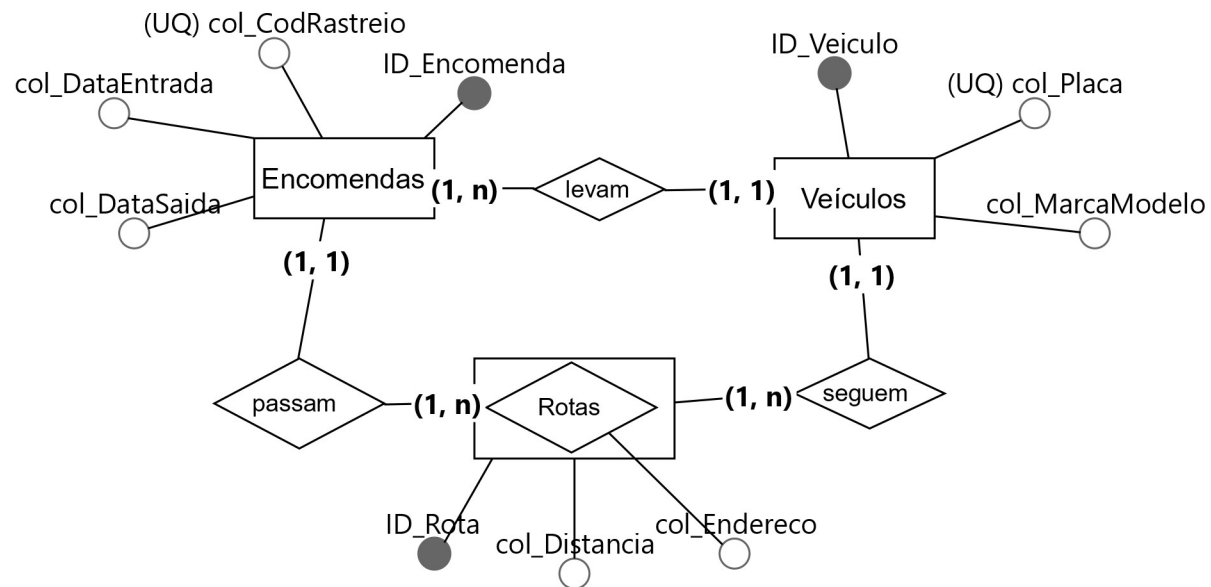 (UQ) col_CodRastreio
ID_Encomenda
col_DataEntrada
col_DataSaida
Encomendas
(1, n)
levam
(1, 1)
Veículos
ID_Veiculo
(UQ) col_Placa
col_MarcaModelo
(1, 1)
(1, 1)
passam
(1, n)
Rotas
(1, n)
seguem
ID_Rota
col_Distancia
col_Endereco